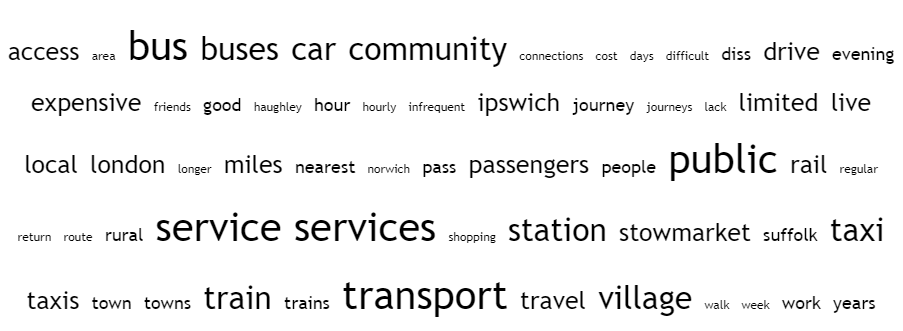 access area bus buses car community connections cost days difficult diss drive evening
expensive friends good haughley hour hourly infrequent ipswich journey journeys lack limited live
local london longer miles nearest norwich pass passengers people public rail regular
return route rural service services shopping station stowmarket suffolk taxi
taxis town towns train trains transport travel village walk week work years